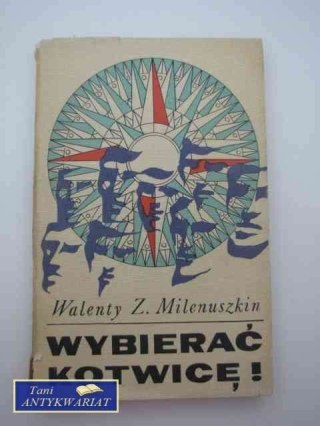 Walenty Z. Milenuszkin
WYBIERAĆ
KOTWICĘ!
Tani
ANTYKWARIAT